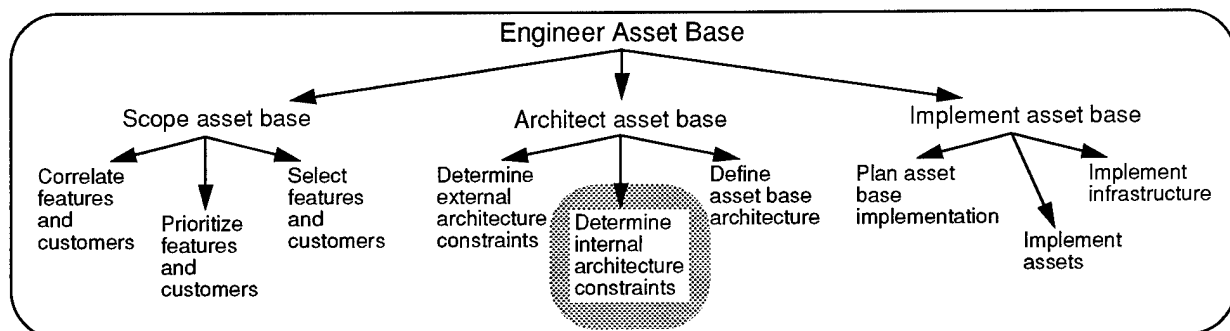 Engineer Asset Base
Scope asset base
Architect asset base
Implement asset base
Correlate
features
and
customers
Prioritize
features
and
customers
Select
features
and
customers
Determine
external
architecture
constraints
Determine
internal
architecture
constraints
Define
asset base
architecture
Plan asset
base
implementation
Implement
assets
Implement
infrastructure